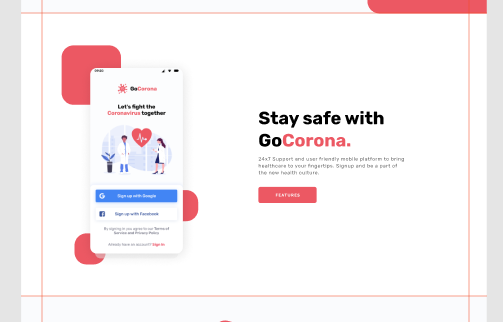 09:30
GoCorona
Let's fight the
Coronavirus together
Sign up with Google
Sign up with Facebook
By signing in you agree to our Terms of
Service and Privacy Policy
Already have an account? Sign in
Stay safe with
GoCorona.
24x7 Support and user friendly mobile platform to bring
healthcare to your fingertips. Signup and be a part of
the new health culture.
FEATURES